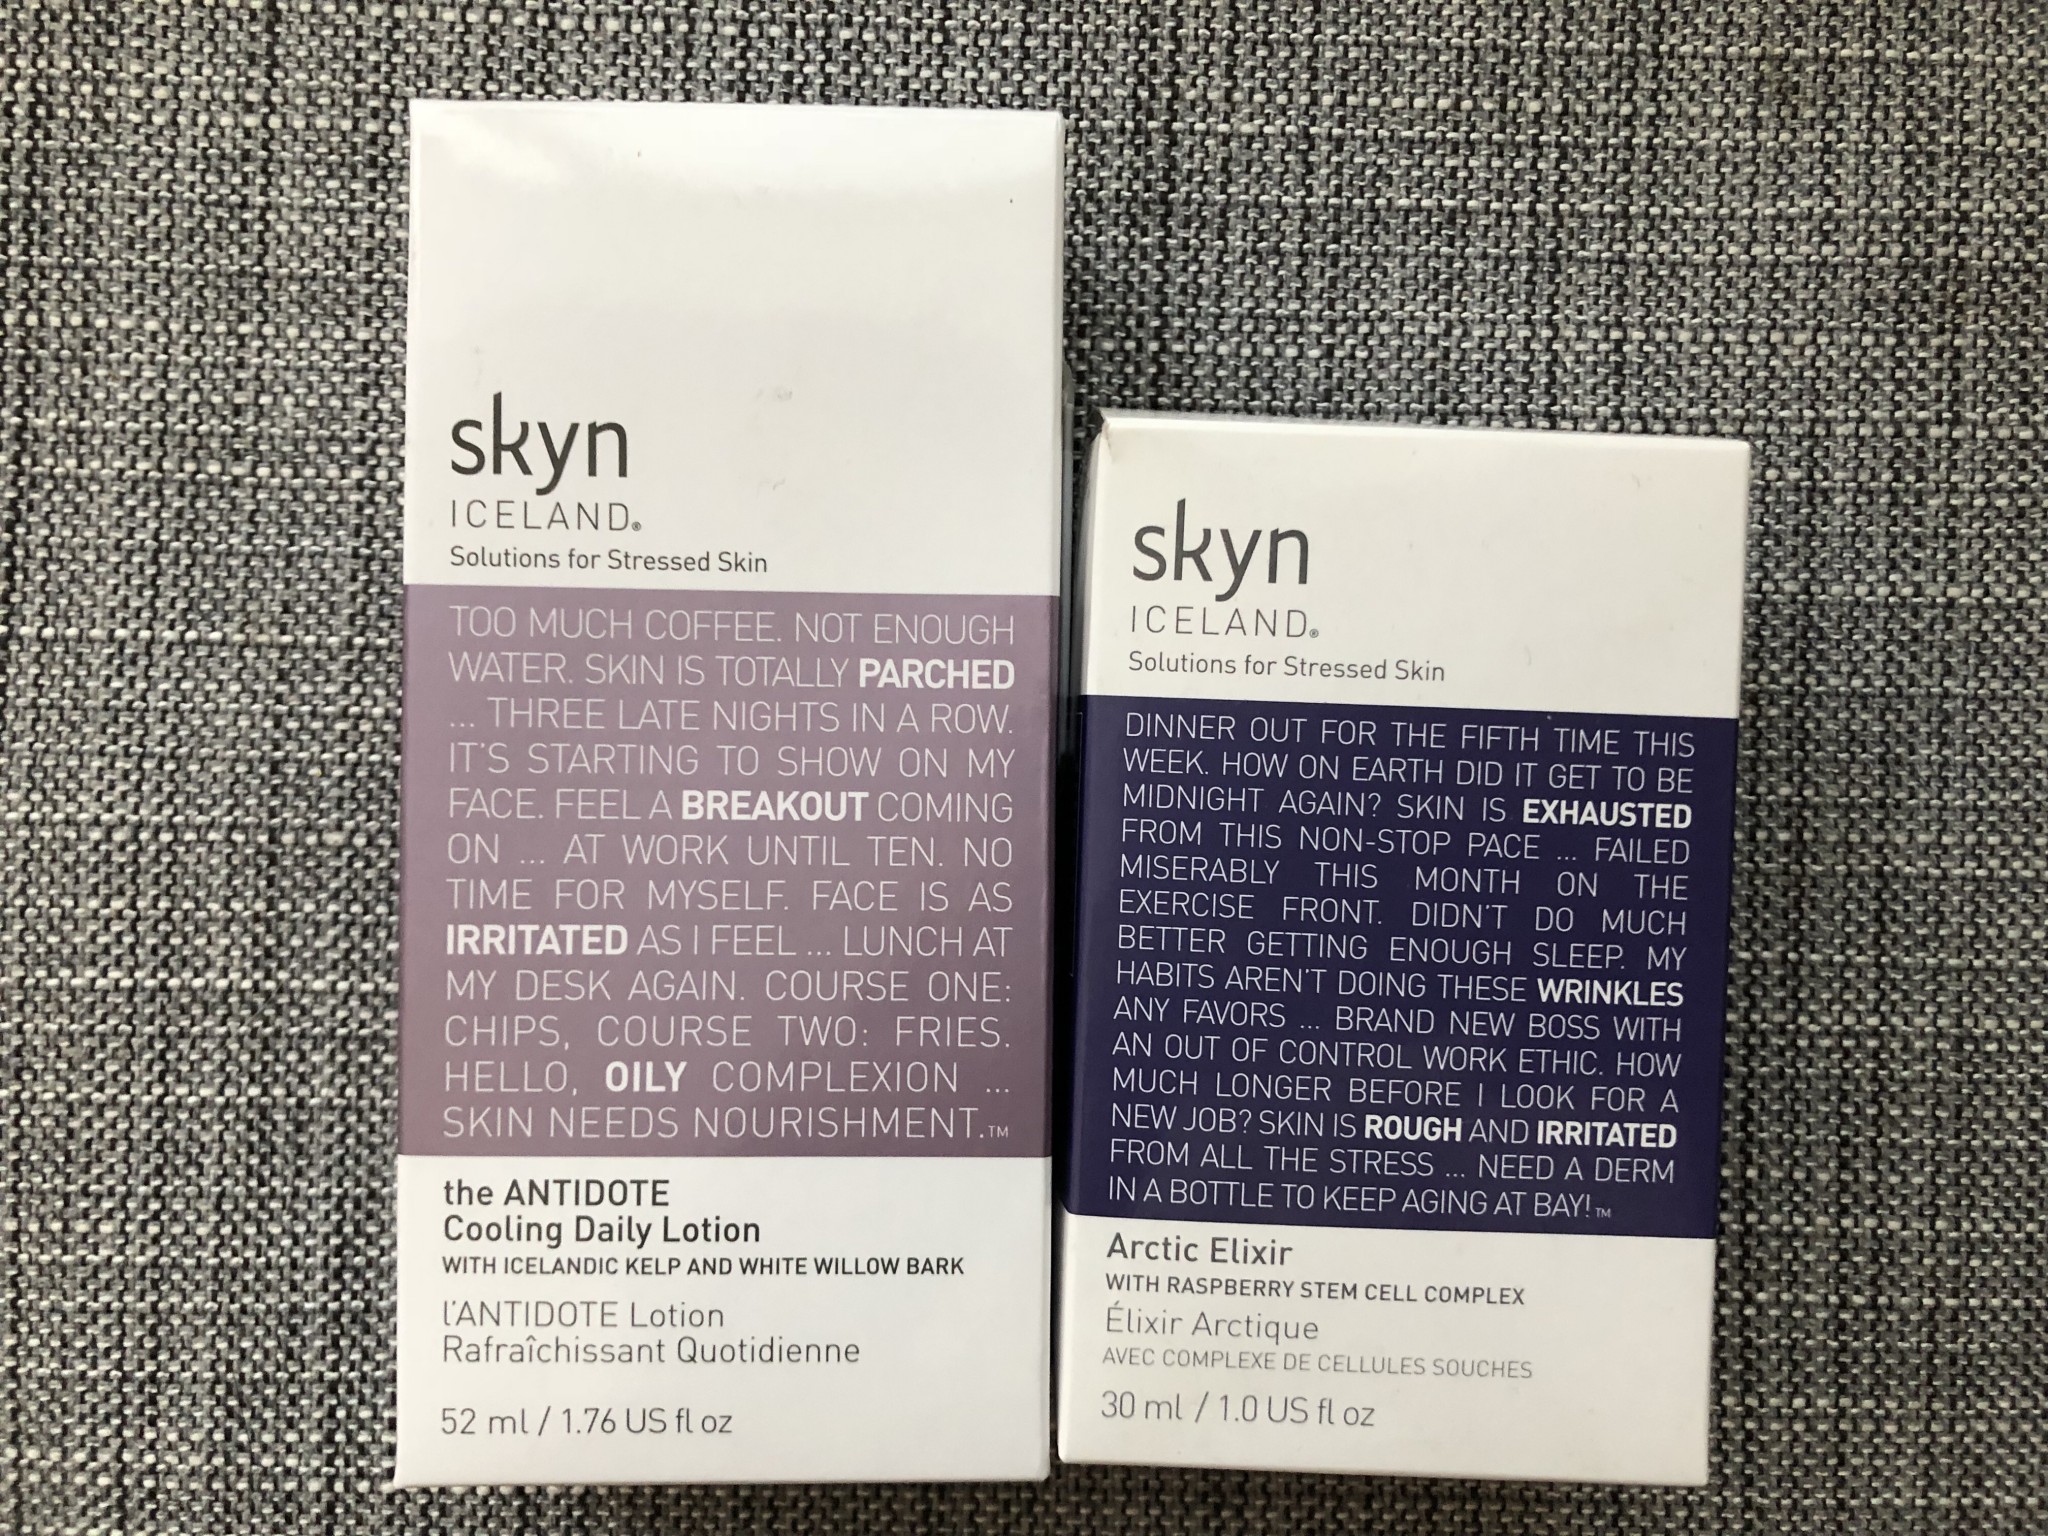 skyn
ICELAND®
Solutions for Stressed Skin
TOO MUCH COFFEE. NOT ENOUGH
WATER. SKIN IS TOTALLY PARCHED
... THREE LATE NIGHTS IN A ROW.
IT'S STARTING TO SHOW ON MY
FACE. FEEL A BREAKOUT COMING
ON ... AT WORK UNTIL TEN. NO
TIME FOR MYSELF. FACE IS AS
IRRITATED AS I FEEL ... LUNCH AT
MY DESK AGAIN. COURSE ONE:
CHIPS, COURSE TWO: FRIES.
HELLO, OILY COMPLEXION ...
SKIN NEEDS NOURISHMENT.™
the ANTIDOTE
Cooling Daily Lotion
WITH ICELANDIC KELP AND WHITE WILLOW BARK
l'ANTIDOTE Lotion
Rafraîchissant Quotidienne
52 ml / 1.76 US fl oz
skyn
ICELAND®
Solutions for Stressed Skin
DINNER OUT FOR THE FIFTH TIME THIS
WEEK. HOW ON EARTH DID IT GET TO BE
MIDNIGHT AGAIN? SKIN IS EXHAUSTED
FROM THIS NON-STOP PACE ... FAILED
MISERABLY THIS MONTH ON THE
EXERCISE FRONT. DIDN'T DO MUCH
BETTER GETTING ENOUGH SLEEP. MY
HABITS AREN'T DOING THESE WRINKLES
ANY FAVORS ... BRAND NEW BOSS WITH
AN OUT OF CONTROL WORK ETHIC. HOW
MUCH LONGER BEFORE I LOOK FOR A
NEW JOB? SKIN IS ROUGH AND IRRITATED
FROM ALL THE STRESS ... NEED A DERM
IN A BOTTLE TO KEEP AGING AT BAY!™
Arctic Elixir
WITH RASPBERRY STEM CELL COMPLEX
Élixir Arctique
AVEC COMPLEXE DE CELLULES SOUCHES
30 ml / 1.0 US fl oz